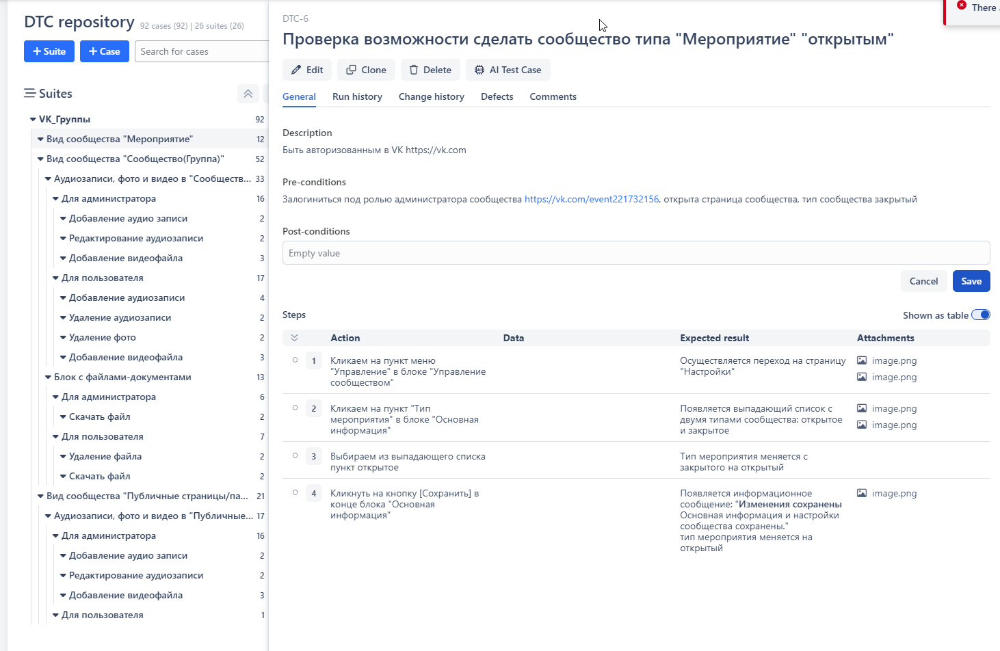 DTC repository 92 cases (92) | 26 suites (26)
+ Suite
+ Case
Search for cases
Suites
VK_Группы 92
Вид сообщества "Мероприятие" 12
Вид сообщества "Сообщество(Группа)" 52
Аудиозаписи, фото и видео в "Сообществ... 33
Для администратора 16
Добавление аудио записи 2
Редактирование аудиозаписи 2
Добавление видеофайла 3
Для пользователя 17
Добавление аудиозаписи 4
Удаление аудиозаписи 2
Удаление фото 2
Добавление видеофайла 3
Блок с файлами-документами 13
Для администратора 6
Скачать файл 2
Для пользователя 7
Удаление файла 2
Скачать файл 2
Вид сообщества "Публичные страницы/па... 21
Аудиозаписи, фото и видео в "Публичные... 17
Для администратора 16
Добавление аудио записи 2
Редактирование аудиозаписи 2
Добавление видеофайла 3
Для пользователя 1
There
DTC-6
Проверка возможности сделать сообщество типа "Мероприятие" "открытым"
Edit Clone Delete AI Test Case
General Run history Change history Defects Comments
Description
Быть авторизованным в VK https://vk.com
Pre-conditions
Залогиниться под ролью администратора сообщества https://vk.com/event221732156, открыта страница сообщества, тип сообщества закрытый
Post-conditions
Empty value
Cancel Save
Steps Shown as table
Action Data Expected result Attachments
1
Кликаем на пункт меню
"Управление" в блоке "Управление
сообществом"
Осуществляется переход на страницу
"Настройки"
image.png
image.png
2
Кликаем на пункт "Тип
мероприятия" в блоке "Основная
информация"
Появляется выпадающий список с
двумя типами сообщества: открытое
и закрытое
image.png
image.png
3
Выбираем из выпадающего списка
пункт открытое
Тип мероприятия меняется с
закрытого на открытый
4
Кликнуть на кнопку [Сохранить] в
конце блока "Основная
информация"
Появляется информационное
сообщение: "Изменения сохранены
Основная информация и настройки
сообщества сохранены."
тип мероприятия меняется на
открытый
image.png